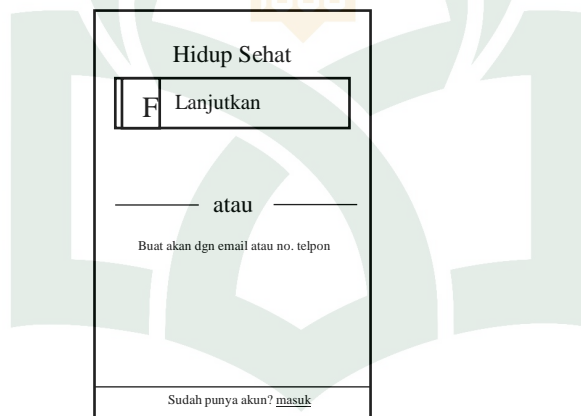 Hidup Sehat
F Lanjutkan
atau
Buat akan dgn email atau no. telpon
Sudah punya akun? masuk